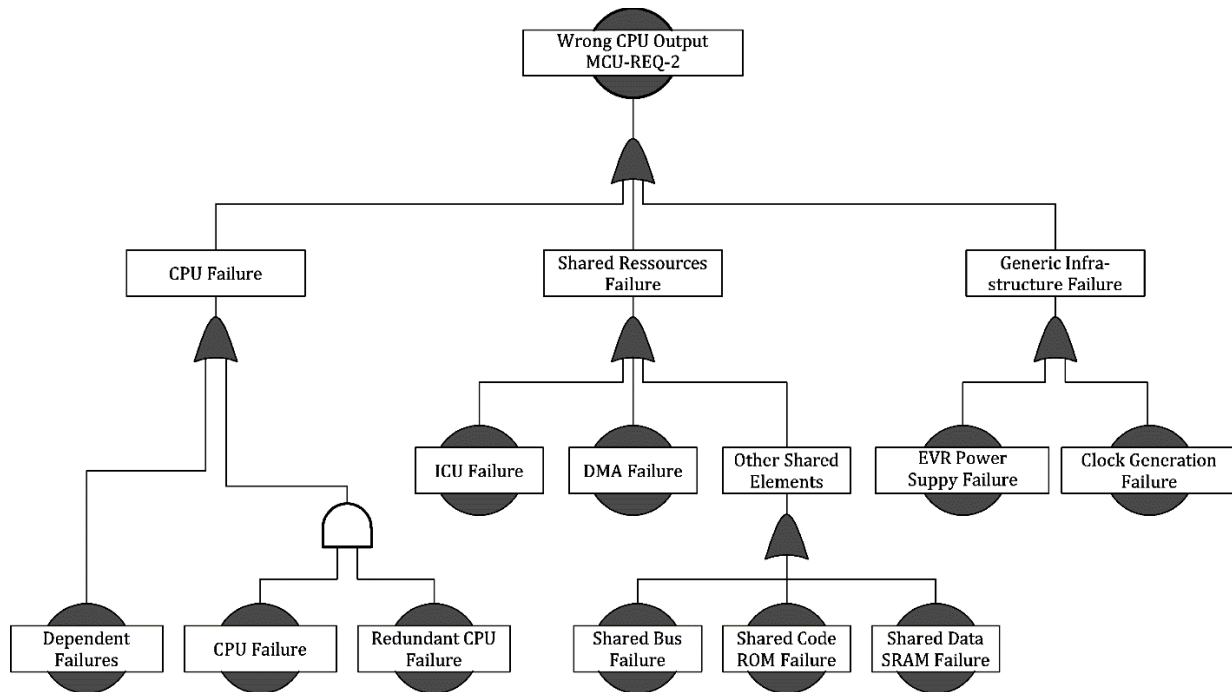 Wrong CPU Output
MCU-REQ-2
CPU Failure
Shared Ressources
Failure
Generic Infra-
structure Failure
ICU Failure
DMA Failure
Other Shared
Elements
EVR Power
Suppy Failure
Clock Generation
Failure
Dependent
Failures
CPU Failure
Redundant CPU
Failure
Shared Bus
Failure
Shared Code
ROM Failure
Shared Data
SRAM Failure